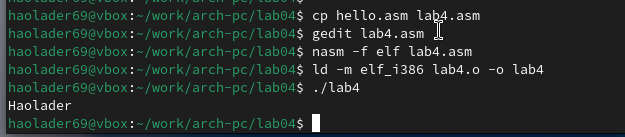 haolader69@vbox:~/work/arch-pc/lab04$ cp hello.asm lab4.asm
haolader69@vbox:~/work/arch-pc/lab04$ gedit lab4.asm
haolader69@vbox:~/work/arch-pc/lab04$ nasm -f elf lab4.asm
haolader69@vbox:~/work/arch-pc/lab04$ ld -m elf_i386 lab4.o -o lab4
haolader69@vbox:~/work/arch-pc/lab04$ ./lab4
Haolader
haolader69@vbox:~/work/arch-pc/lab04$